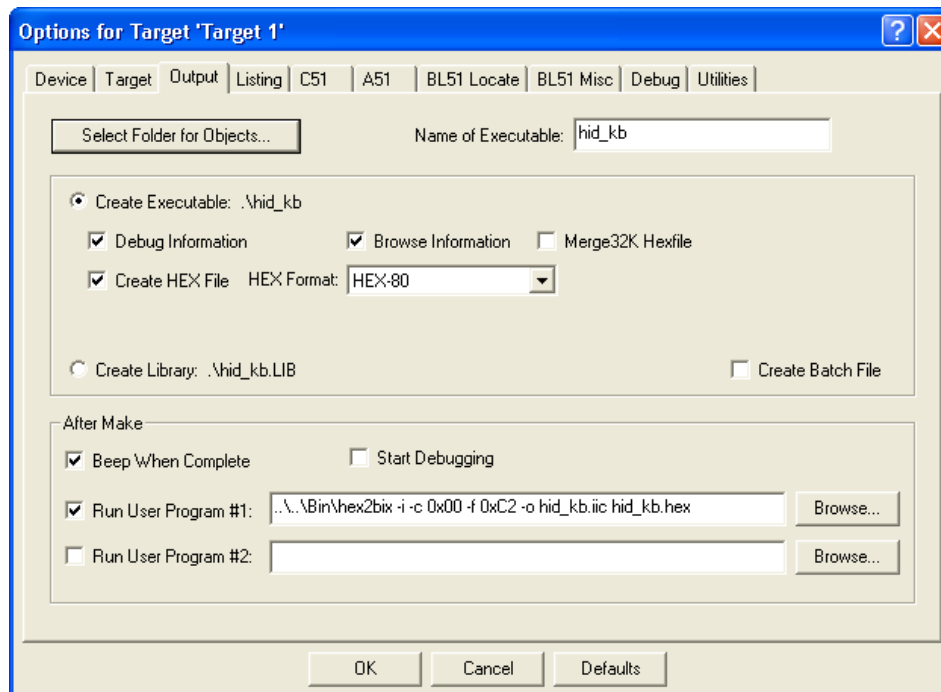 Options for Target 'Target 1'
Device Target Output Listing C51 A51 BL51 Locate BL51 Misc Debug Utilities
Select Folder for Objects... Name of Executable: hid_kb
Create Executable: .\hid_kb
Debug Information Browse Information Merge32K Hexfile
Create HEX File HEX Format: HEX-80
Create Library: .\hid_kb.LIB Create Batch File
After Make
Beep When Complete Start Debugging
Run User Program #1: ..\..\Bin\hex2bix -i -c 0x00 -f 0xC2 -o hid_kb.iic hid_kb.hex Browse...
Run User Program #2: Browse...
OK Cancel Defaults